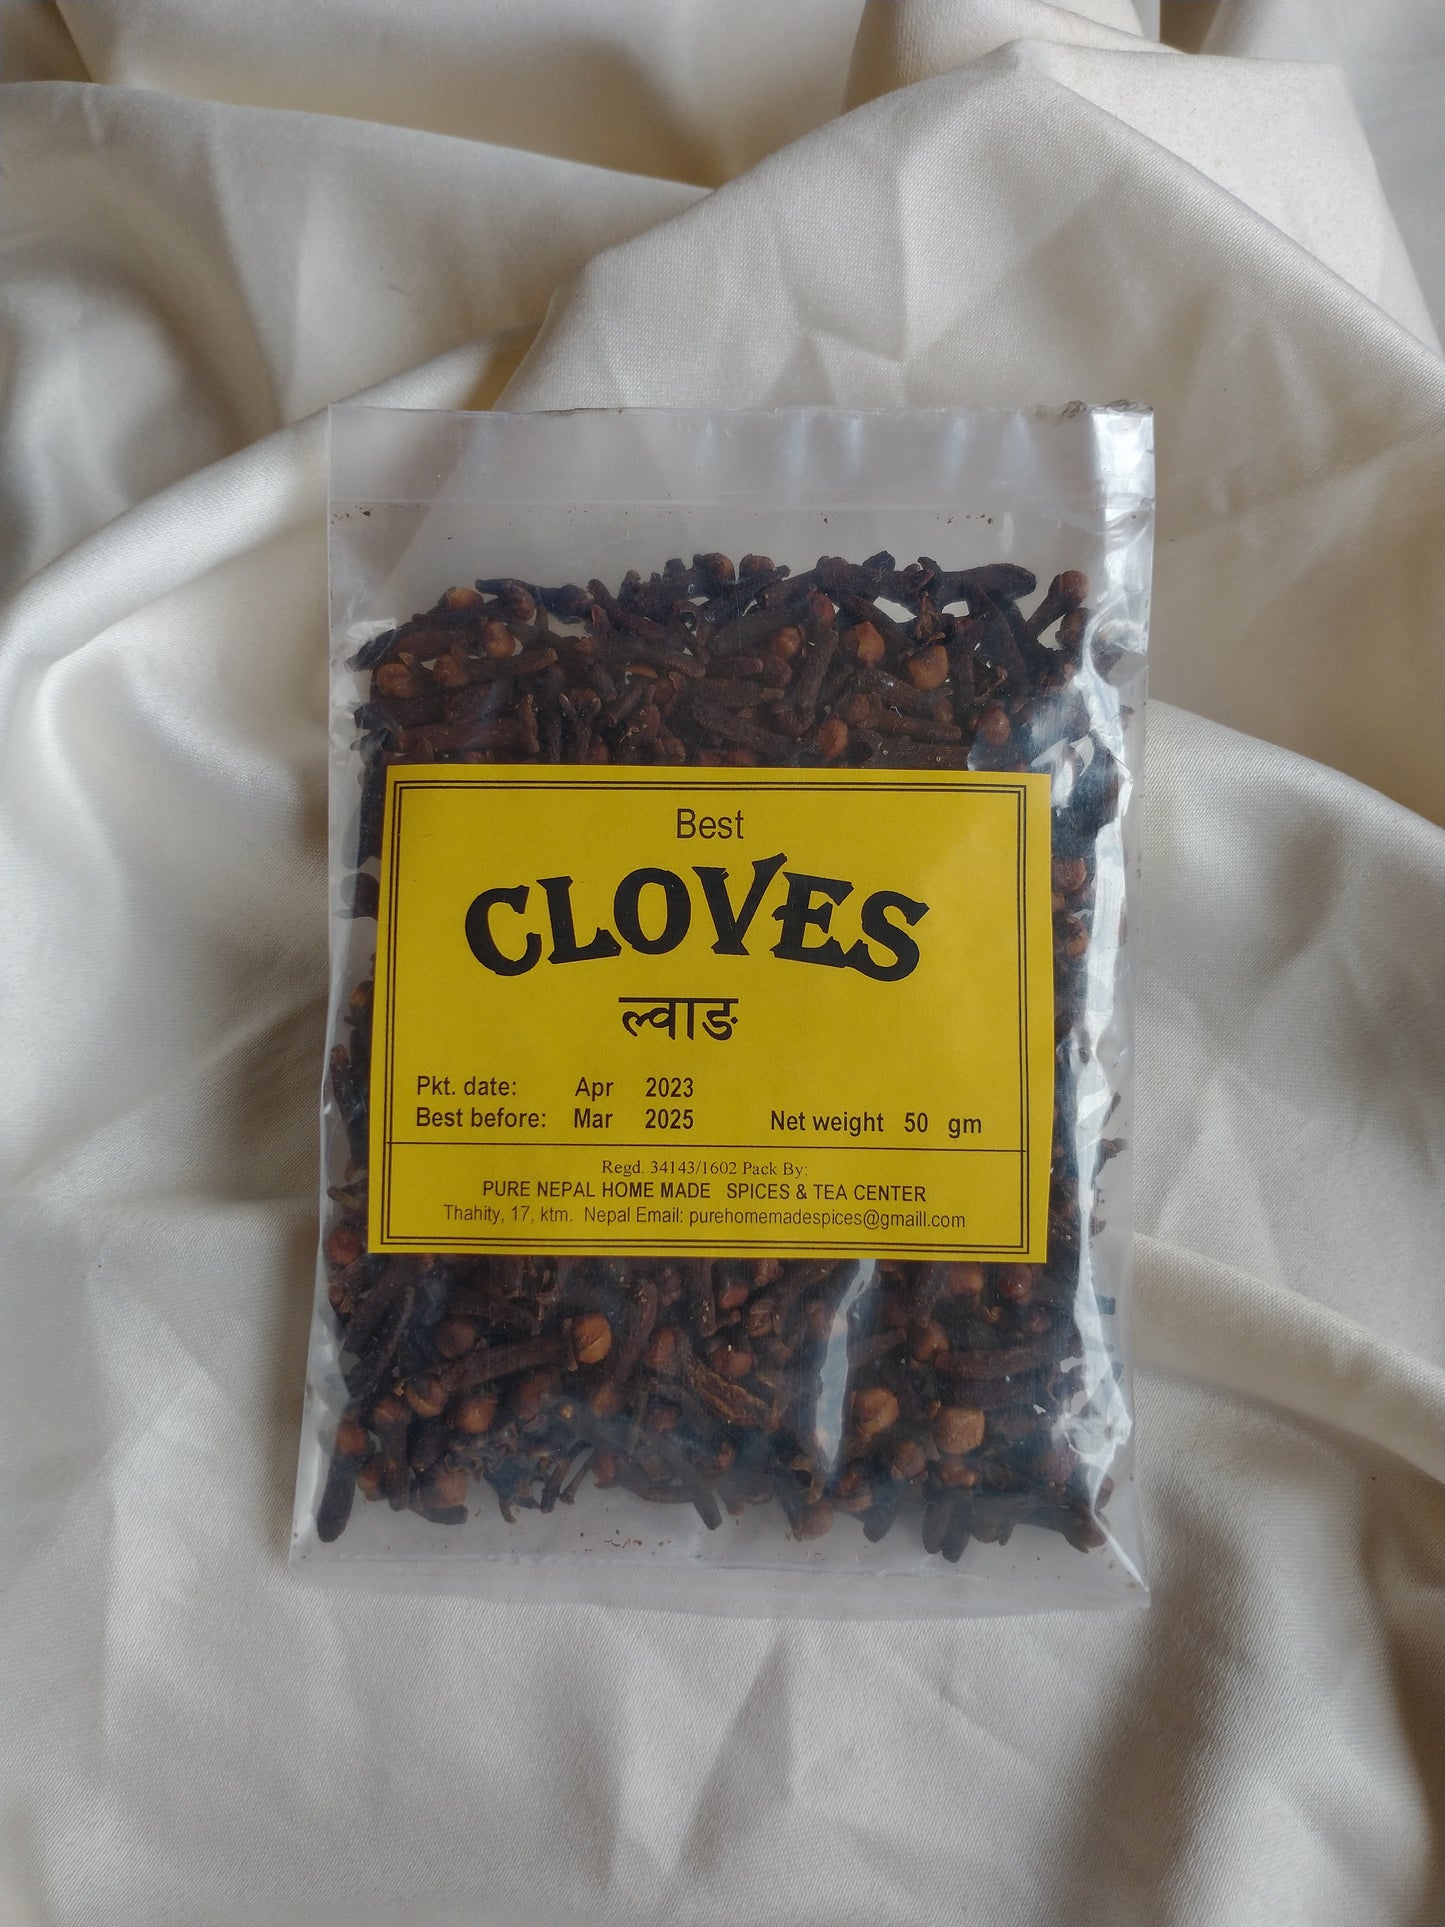 Best
CLOVES
ल्वाङ
Pkt. date: Apr 2023
Best before: Mar 2025 Net weight 50 gm
Regd. 34143/1602 Pack By:
PURE NEPAL HOME MADE SPICES & TEA CENTER
Thahity, 17, ktm. Nepal Email: purehomemadespices@gmaill.com